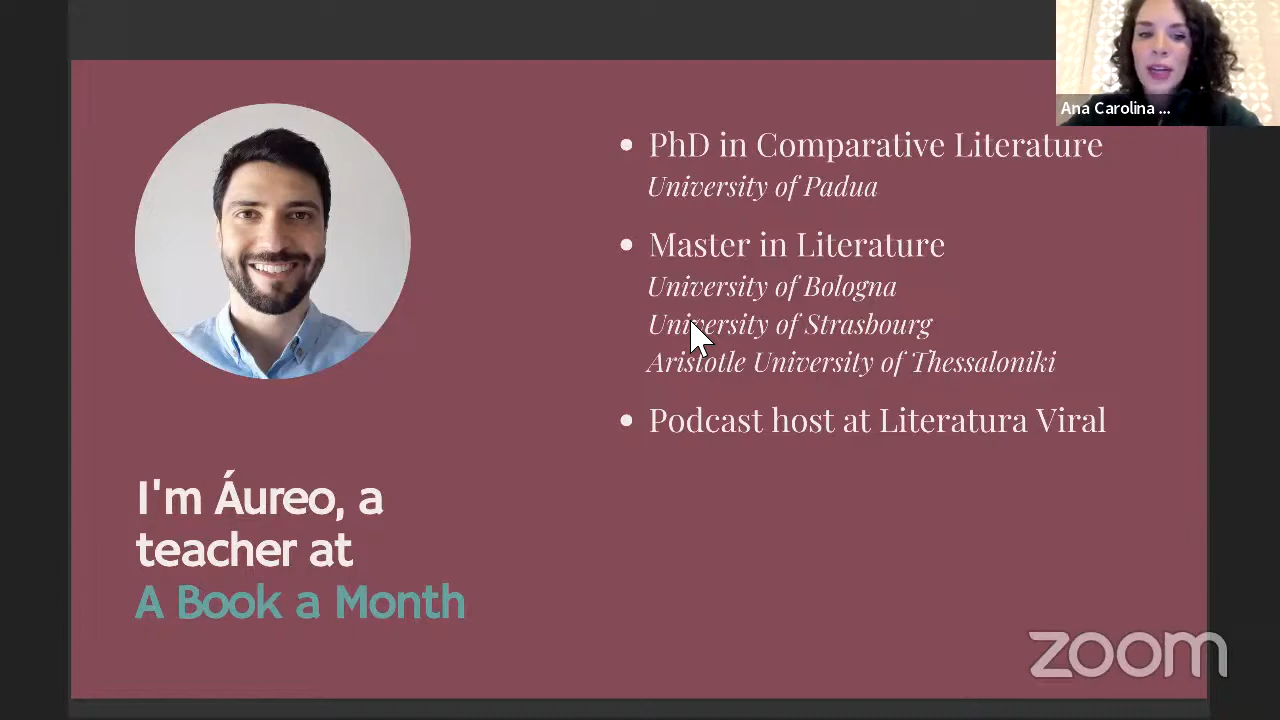 Ana Carolina ...
PhD in Comparative Literature
University of Padua
Master in Literature
University of Bologna
University of Strasbourg
Aristotle University of Thessaloniki
Podcast host at Literatura Viral
I'm Áureo, a
teacher at
A Book a Month
zoom